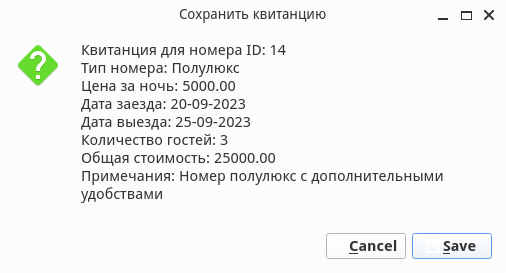 Сохранить квитанцию
Квитанция для номера ID: 14
Тип номера: Полулюкс
Цена за ночь: 5000.00
Дата заезда: 20-09-2023
Дата выезда: 25-09-2023
Количество гостей: 3
Общая стоимость: 25000.00
Примечания: Номер полулюкс с дополнительными
удобствами
Cancel Save